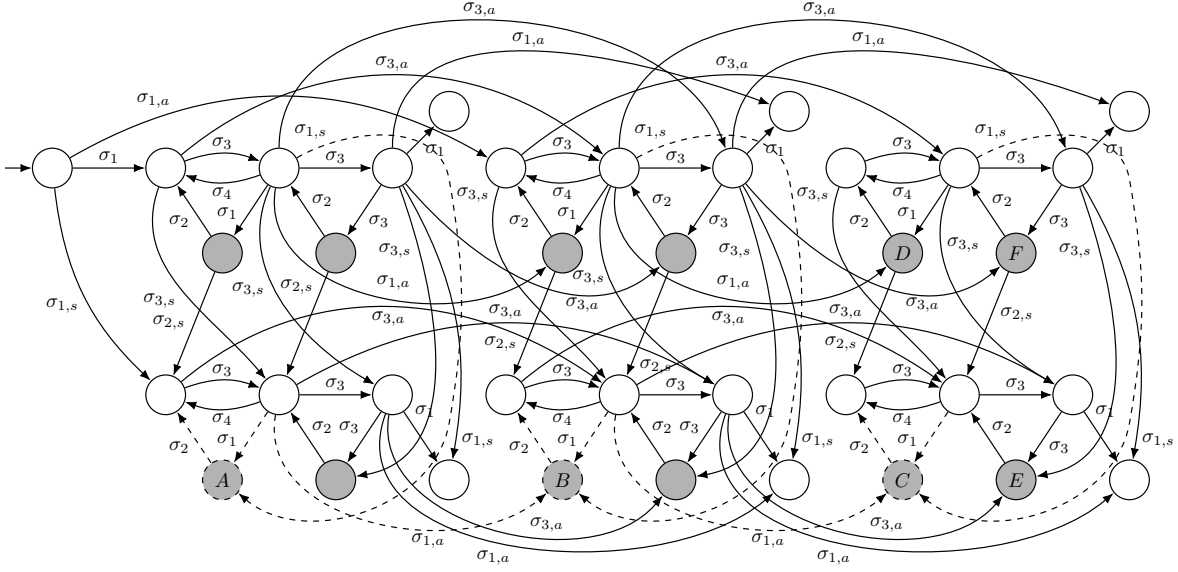 σ3,a σ3,a
σ1,a σ1,a
σ3,a σ3,a
σ1,a
σ1,s σ1,s σ1,s
σ3 σ3 σ3
σ1 σ3 σ1 σ3 σ1 σ3 σ1
σ4 σ4 σ4
σ3,s σ3,s
σ2 σ1 σ2 σ3 σ2 σ1 σ2 σ3 σ2 σ1 σ2 σ3
σ3,s σ3,s σ3,s σ3,s
D F
σ3,s σ2,s σ1,a σ3,s σ1,a
σ1,s σ3,s σ3,a σ3,a
σ2,s σ3,a σ3,a σ3,a σ2,s
σ2,s σ2,s σ2,s
σ3 σ3 σ3 σ3 σ3 σ3
σ4 σ1 σ4 σ1 σ4 σ1
σ2 σ1 σ2 σ3 σ2 σ1 σ2 σ3 σ2 σ1 σ2 σ3
σ1,s σ1,s σ1,s
A B C E
σ3,a σ3,a
σ1,a σ1,a
σ1,a σ1,a